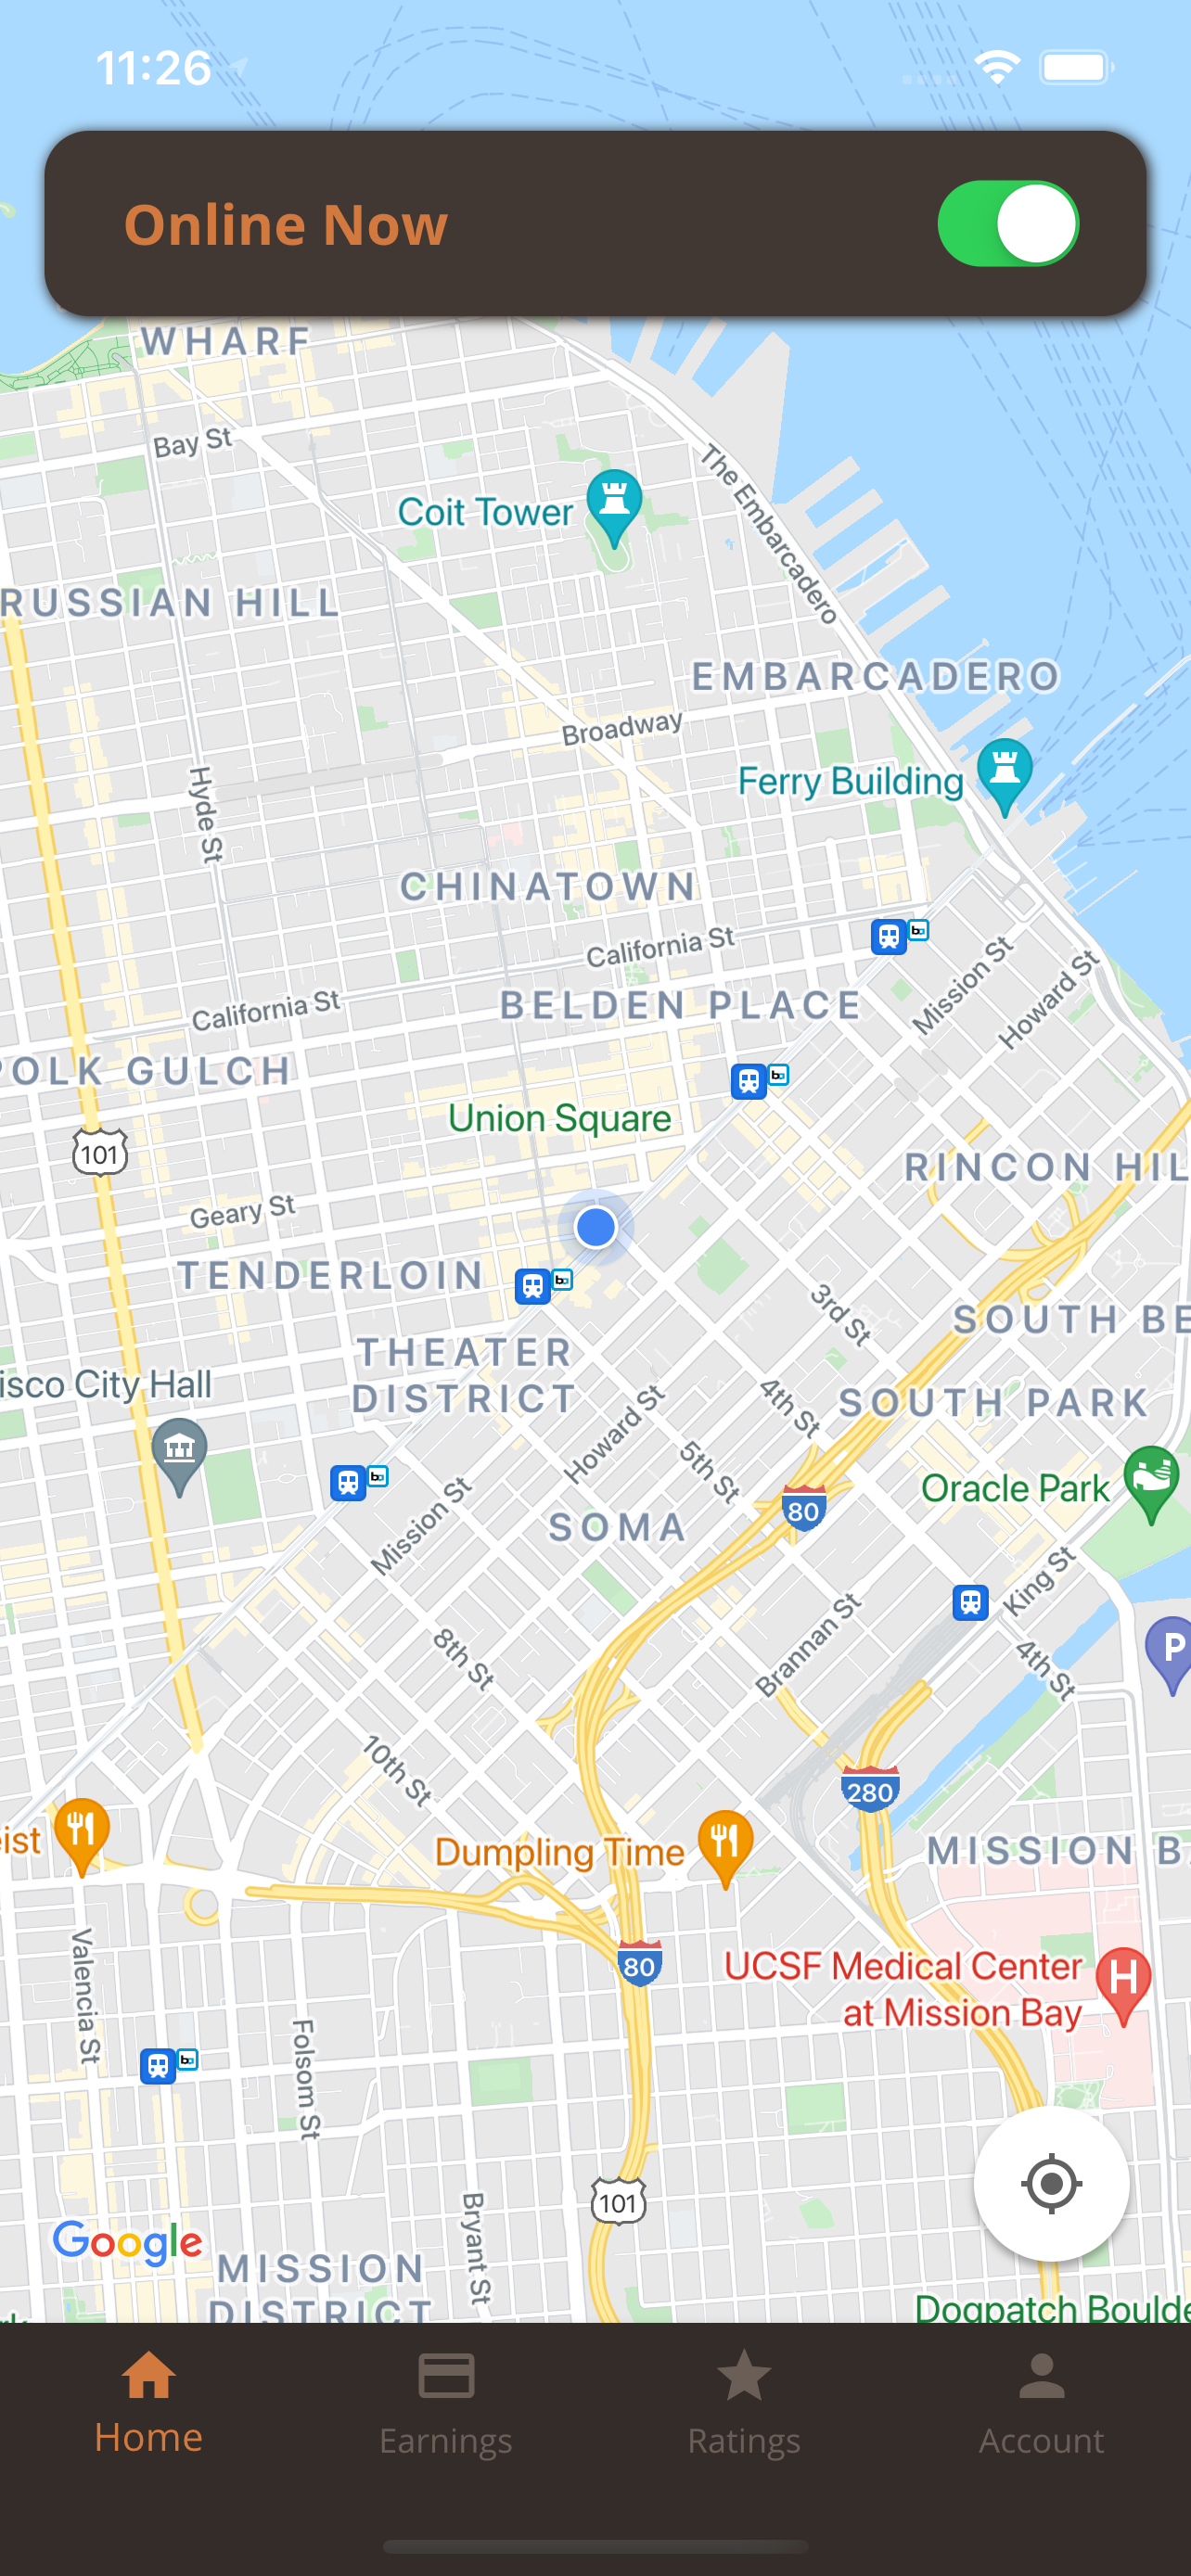 11:26
Online Now
WHARF
Bay St
Coit Tower
The Embarcadero
RUSSIAN HILL
EMBARCADERO
Broadway
Ferry Building
Hyde St
CHINATOWN
California St
Mission St
Howard St
BELDEN PLACE
California St
POLK GULCH
Union Square
101
RINCON HIL
Geary St
TENDERLOIN
3rd St
SOUTH BE
THEATER
DISTRICT
isco City Hall
4th St
SOUTH PARK
Howard St
5th St
Oracle Park
80
Mission St
SOMA
King St
Brannan St
8th St
4th St
P
10th St
280
eist
Dumpling Time
MISSION B
Valencia St
80
UCSF Medical Center
at Mission Bay
H
Folsom St
101
Bryant St
Google
MISSION
DISTRICT
rk
Dogpatch Boulde
Home
Earnings
Ratings
Account